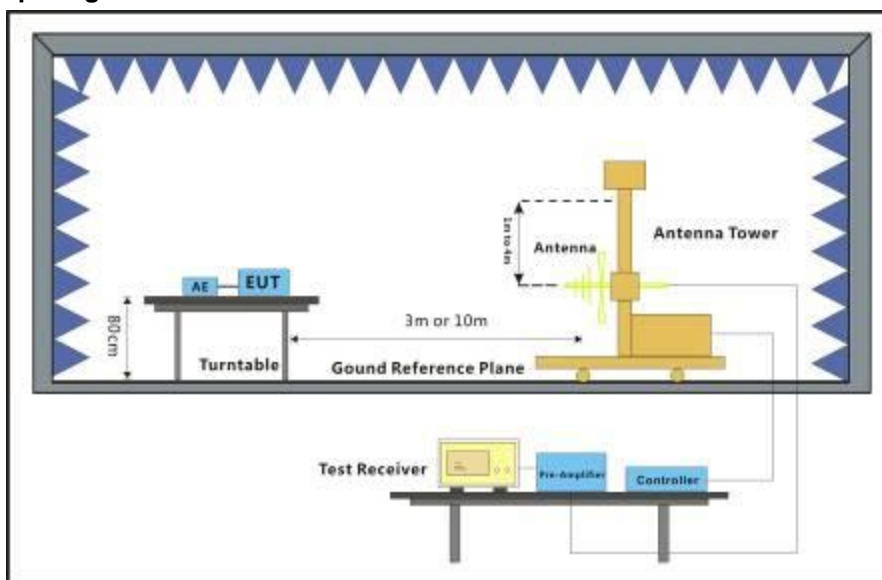 1m to 4m
Antenna
Antenna Tower
AE
EUT
80cm
3m or 10m
Turntable
Gound Reference Plane
Test Receiver
Pre-Amplifier
Controller